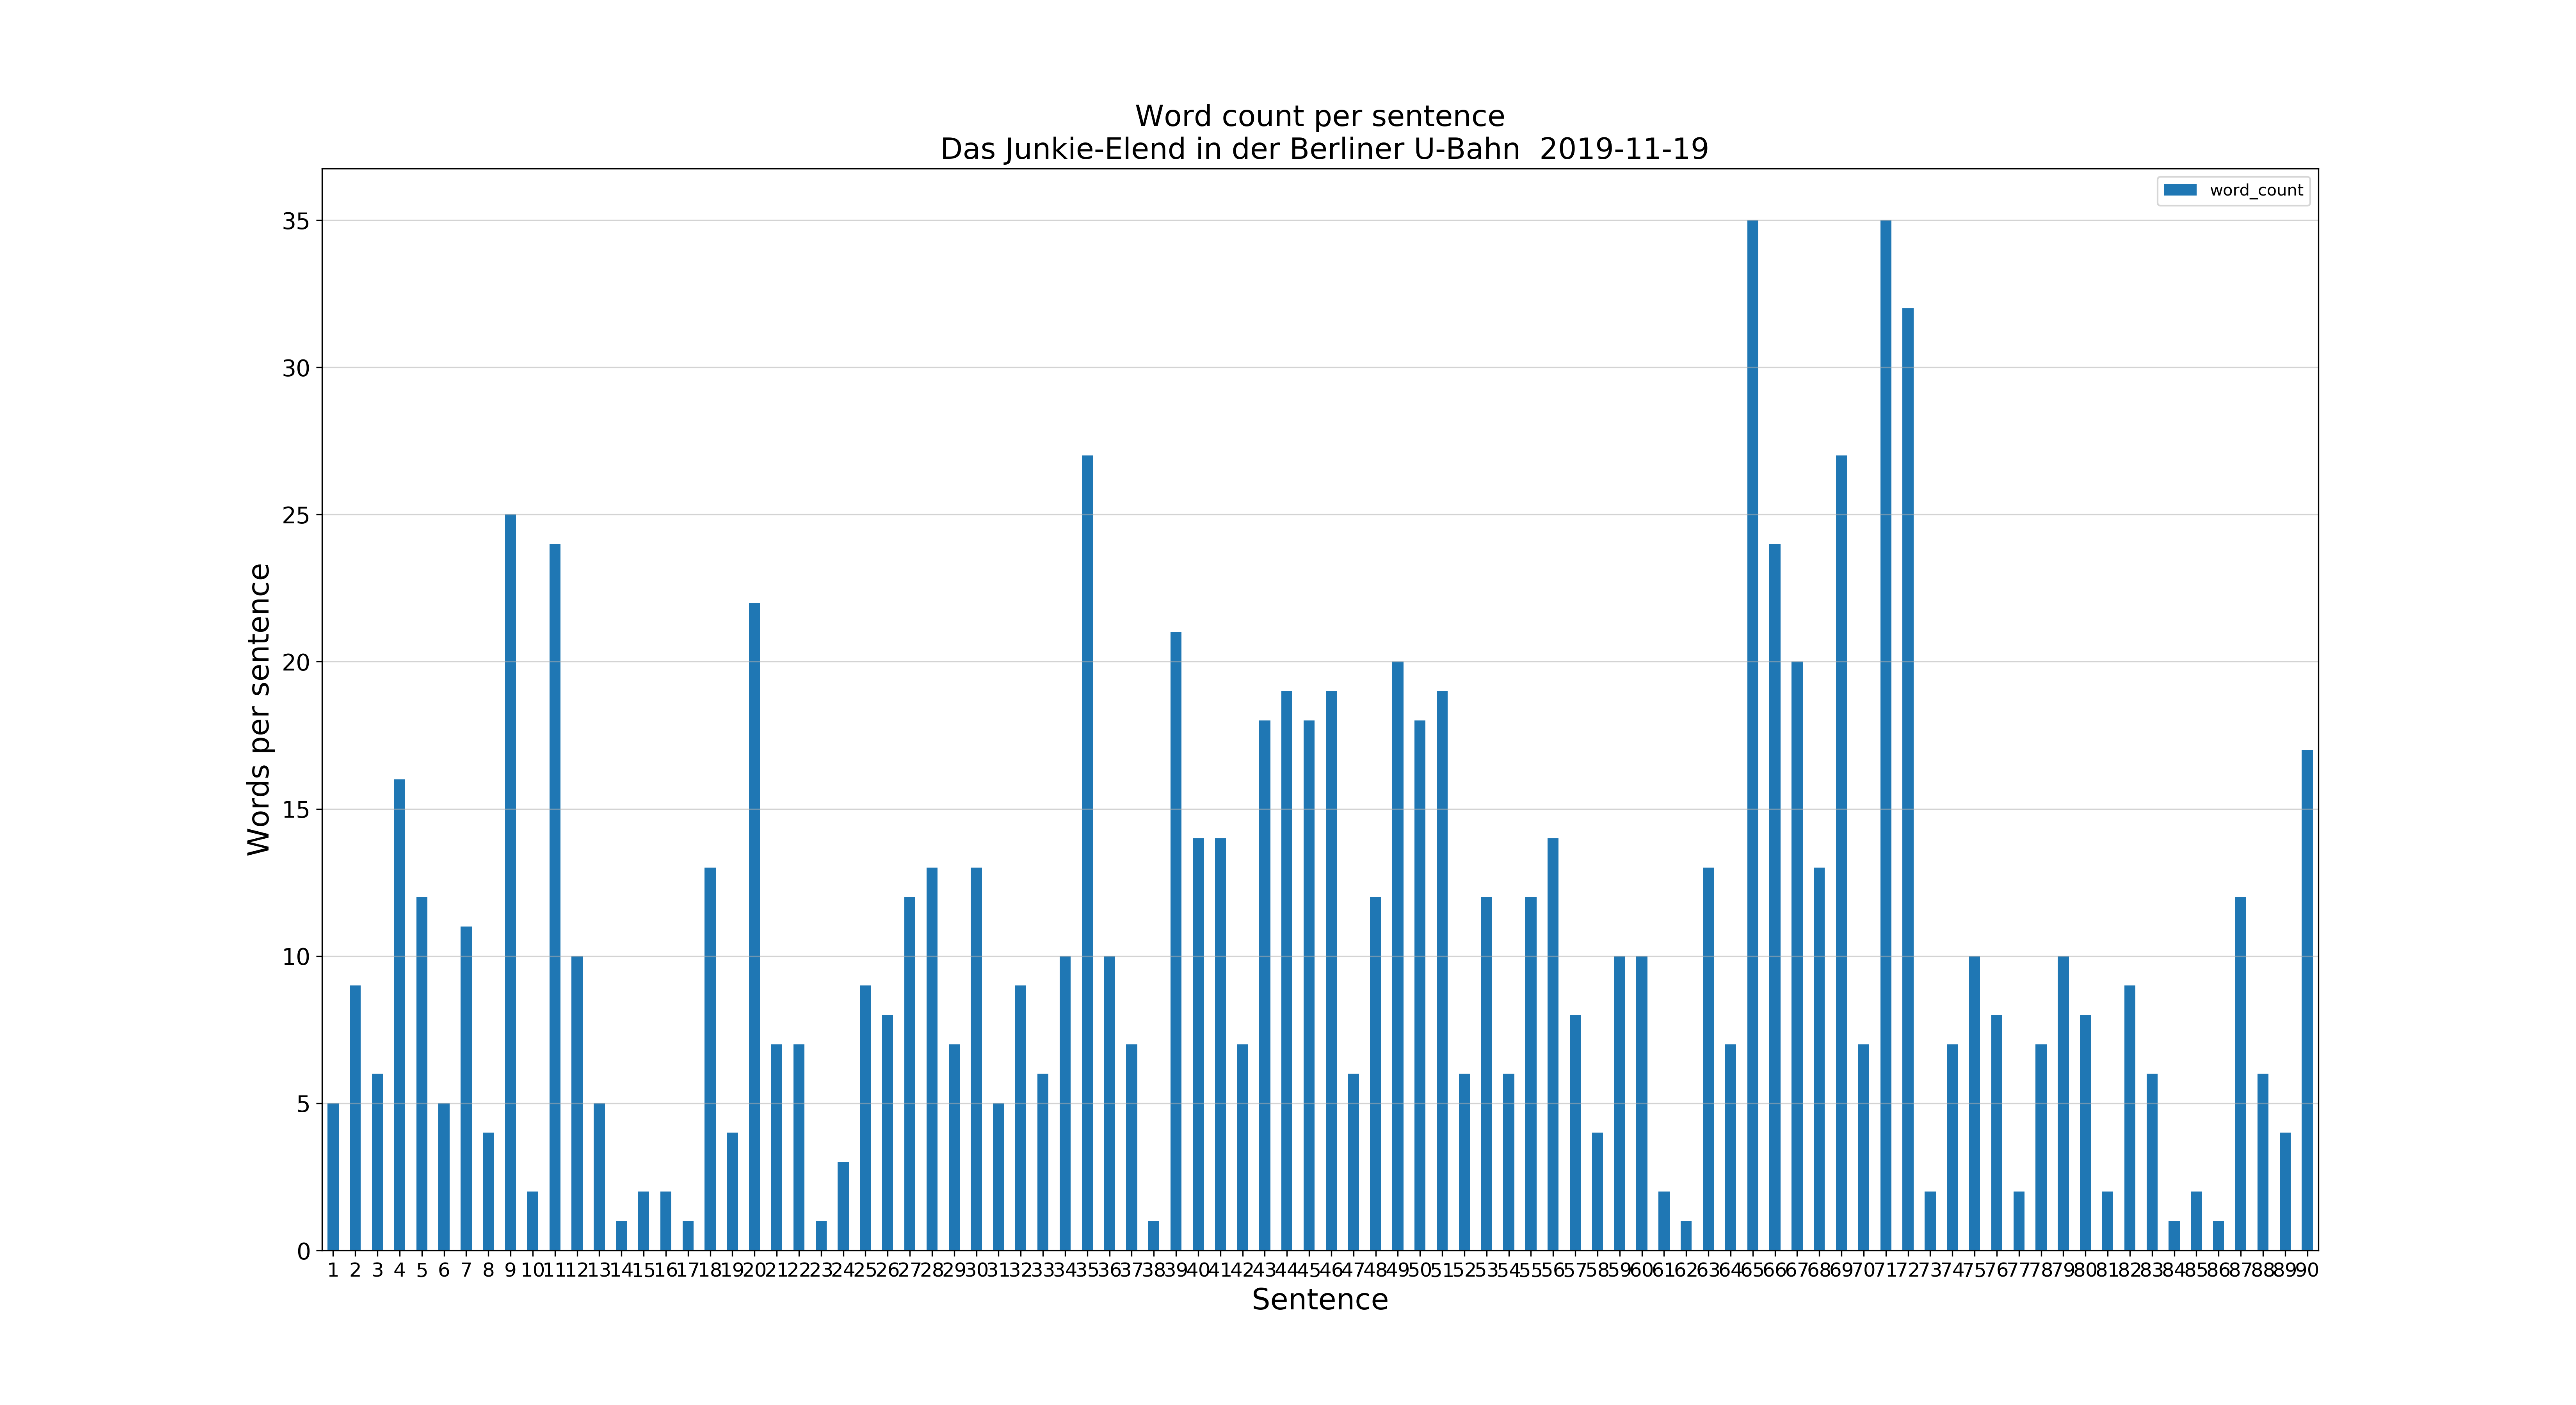 Word count per sentence
Das Junkie-Elend in der Berliner U-Bahn  2019-11-19
word_count
35
30
25
20
15
10
5
0
Words per sentence
1 2 3 4 5 6 7 8 9 10 11 12 13 14 15 16 17 18 19 20 21 22 23 24 25 26 27 28 29 30 31 32 33 34 35 36 37 38 39 40 41 42 43 44 45 46 47 48 49 50 51 52 53 54 55 56 57 58 59 60 61 62 63 64 65 66 67 68 69 70 71 72 73 74 75 76 77 78 79 80 81 82 83 84 85 86 87 88 89 90
Sentence